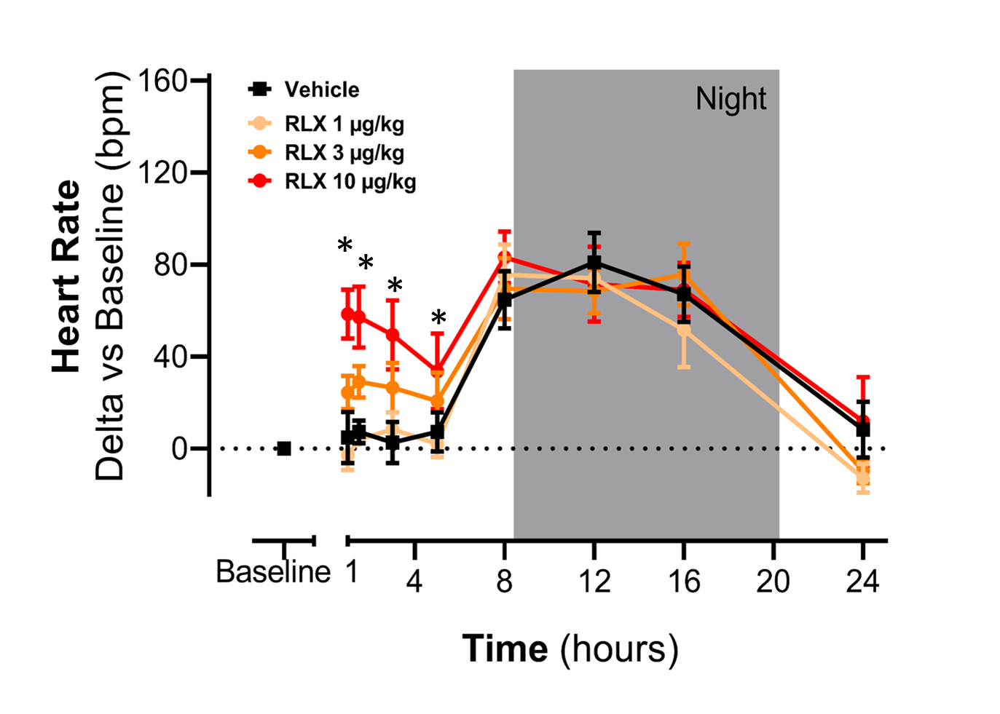 Heart Rate
Delta vs Baseline (bpm)
160
120
80
40
0
Vehicle
RLX 1 µg/kg
RLX 3 µg/kg
RLX 10 µg/kg
Night
*
*
*
*
Baseline 1 4 8 12 16 20 24
Time (hours)